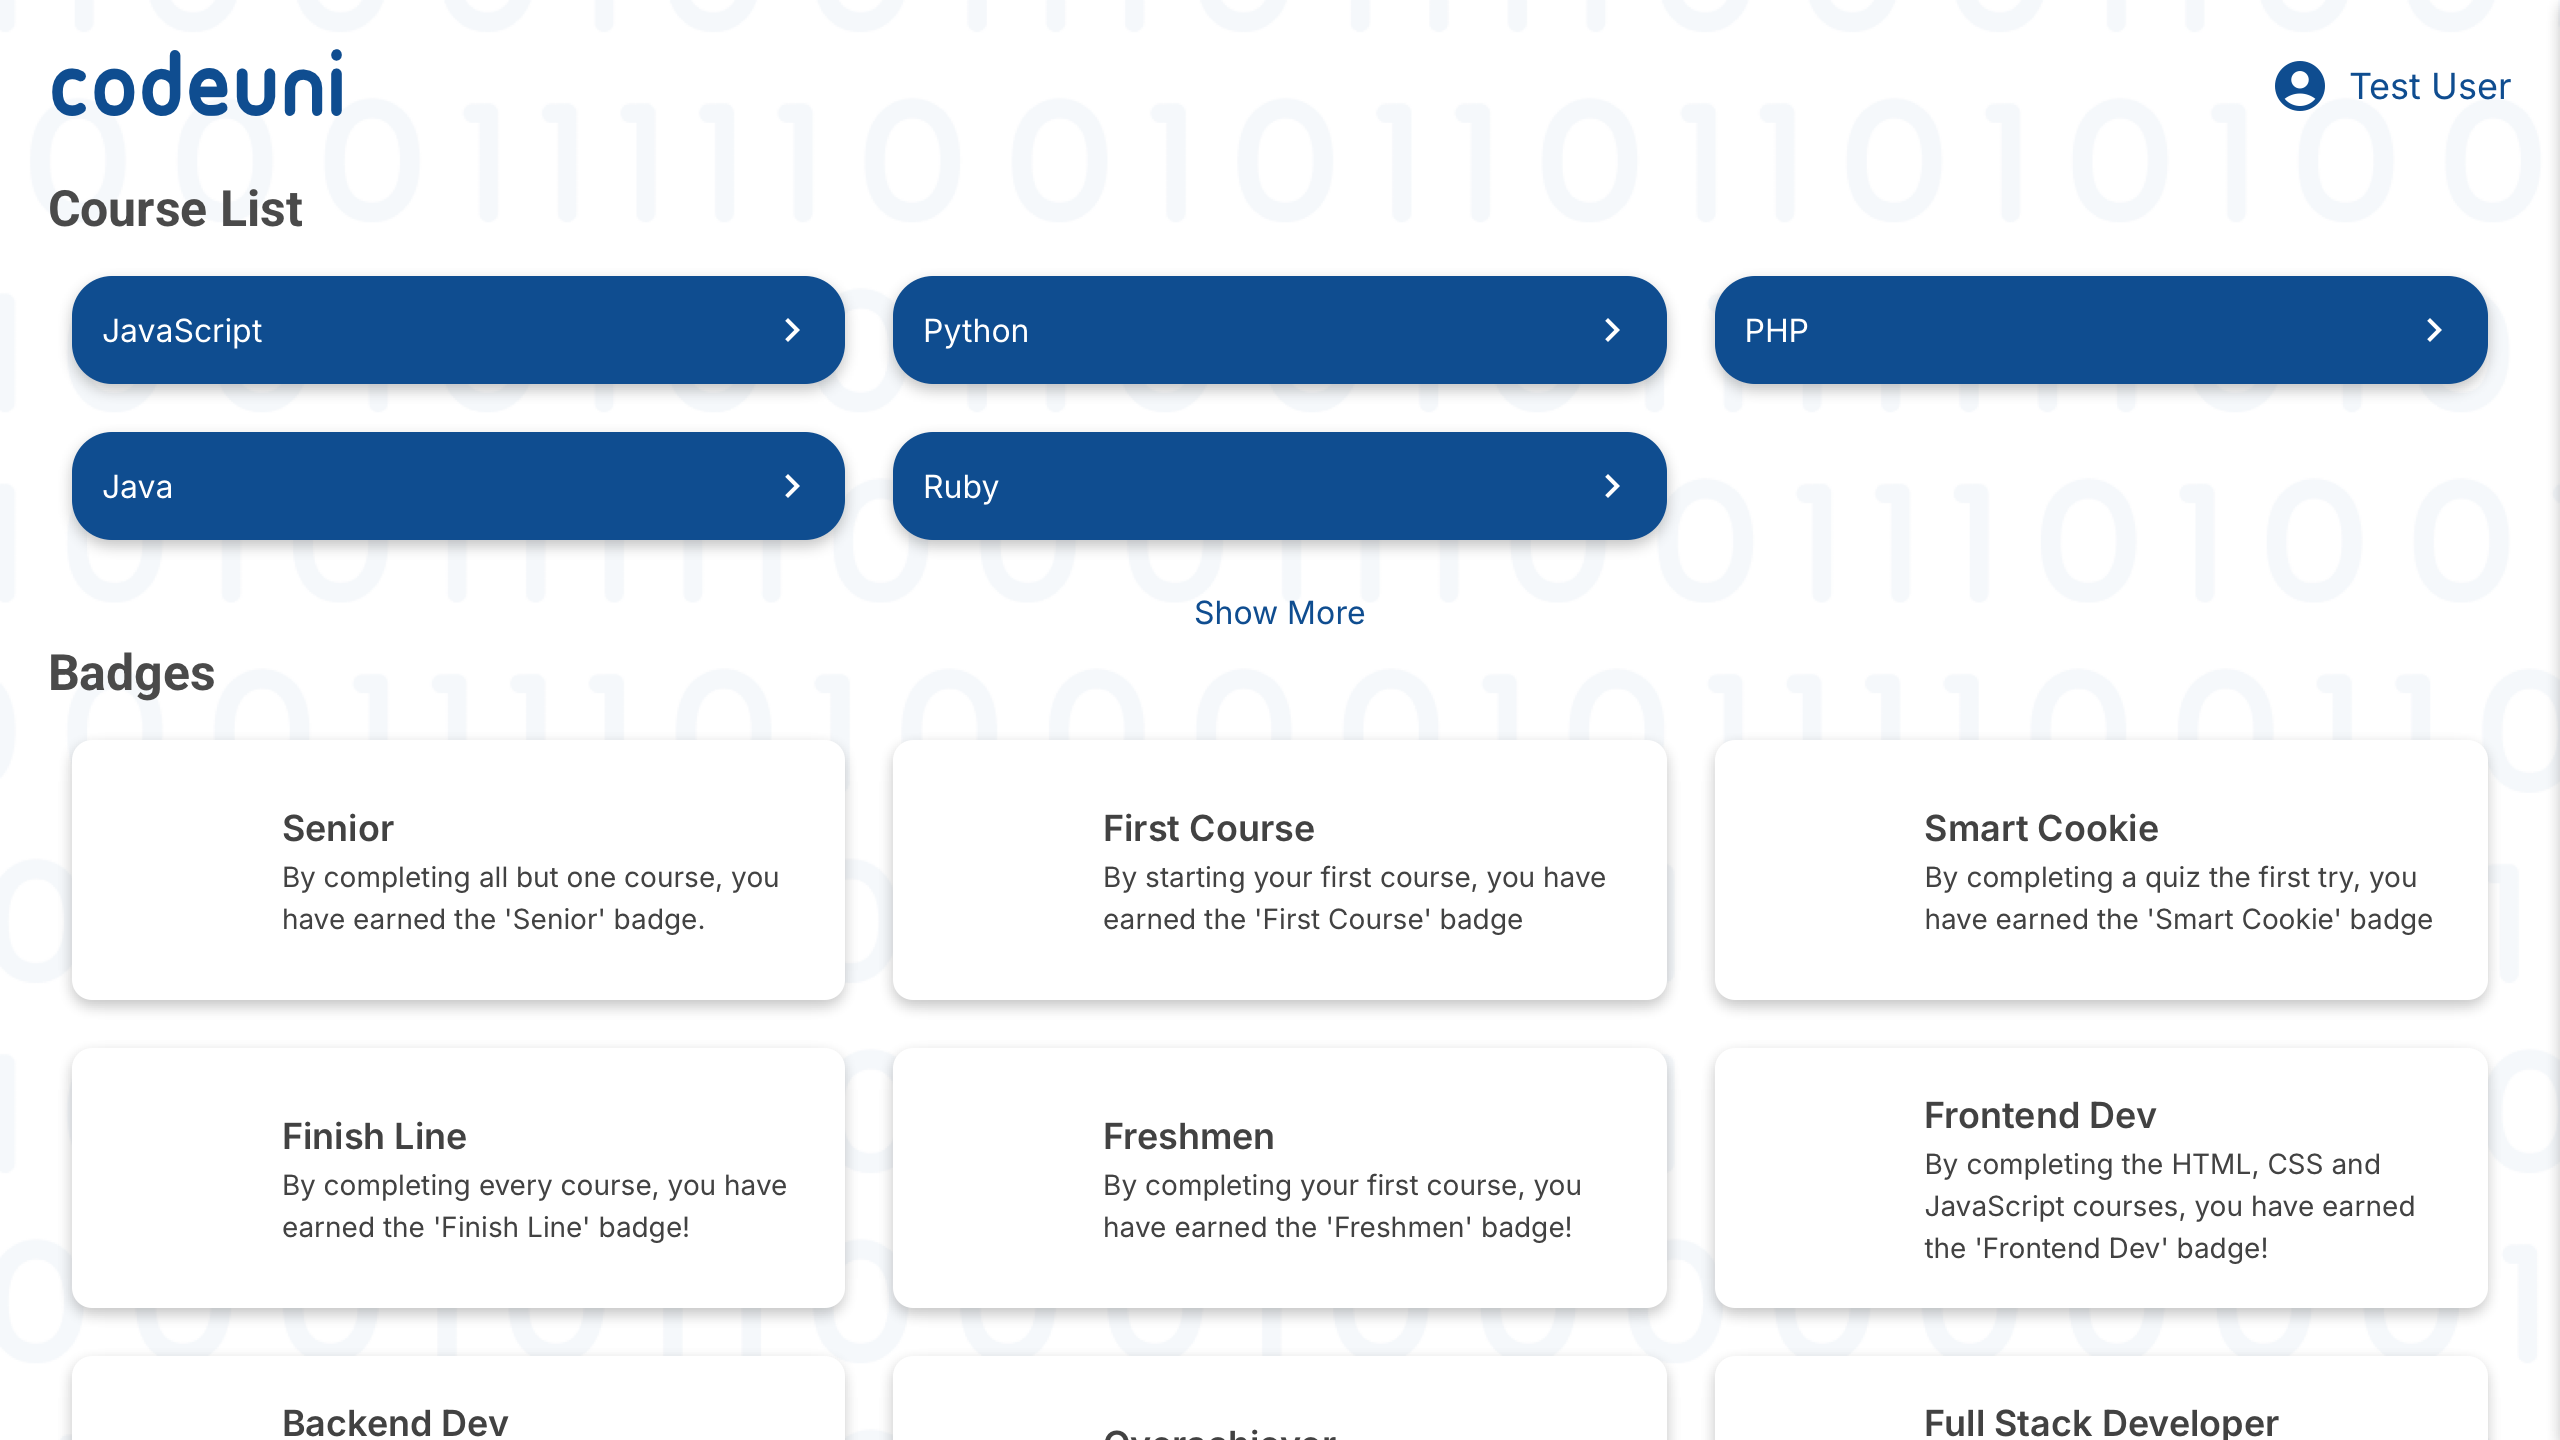 codeuni
Test User
Course List
JavaScript
Python
PHP
Java
Ruby
Show More
Badges
Senior
By completing all but one course, you
have earned the 'Senior' badge.
First Course
By starting your first course, you have
earned the 'First Course' badge
Smart Cookie
By completing a quiz the first try, you
have earned the 'Smart Cookie' badge
Finish Line
By completing every course, you have
earned the 'Finish Line' badge!
Freshmen
By completing your first course, you
have earned the 'Freshmen' badge!
Frontend Dev
By completing the HTML, CSS and
JavaScript courses, you have earned
the 'Frontend Dev' badge!
Backend Dev
Overachiever
Full Stack Developer